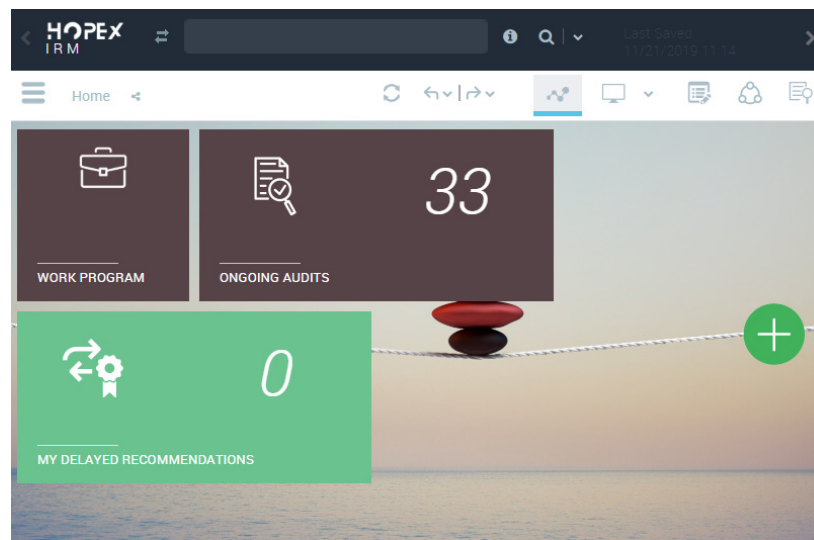 HOPEX
IRM
Last Saved
11/21/2019 11:14
Home
33
WORK PROGRAM
ONGOING AUDITS
0
MY DELAYED RECOMMENDATIONS